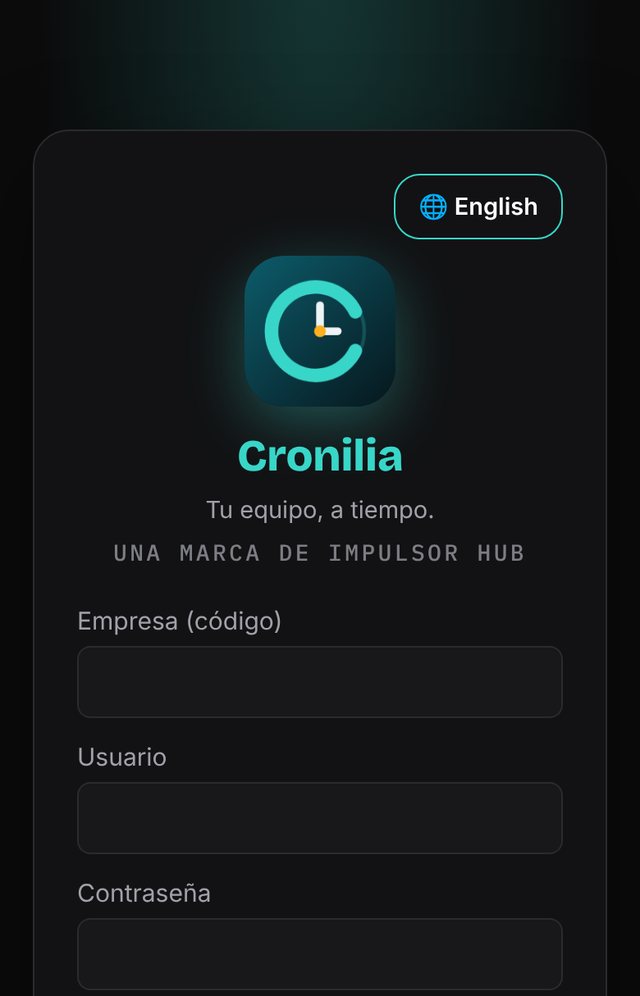 🌐 English
Cronilia
Tu equipo, a tiempo.
UNA MARCA DE IMPULSOR HUB
Empresa (código)
Usuario
Contraseña